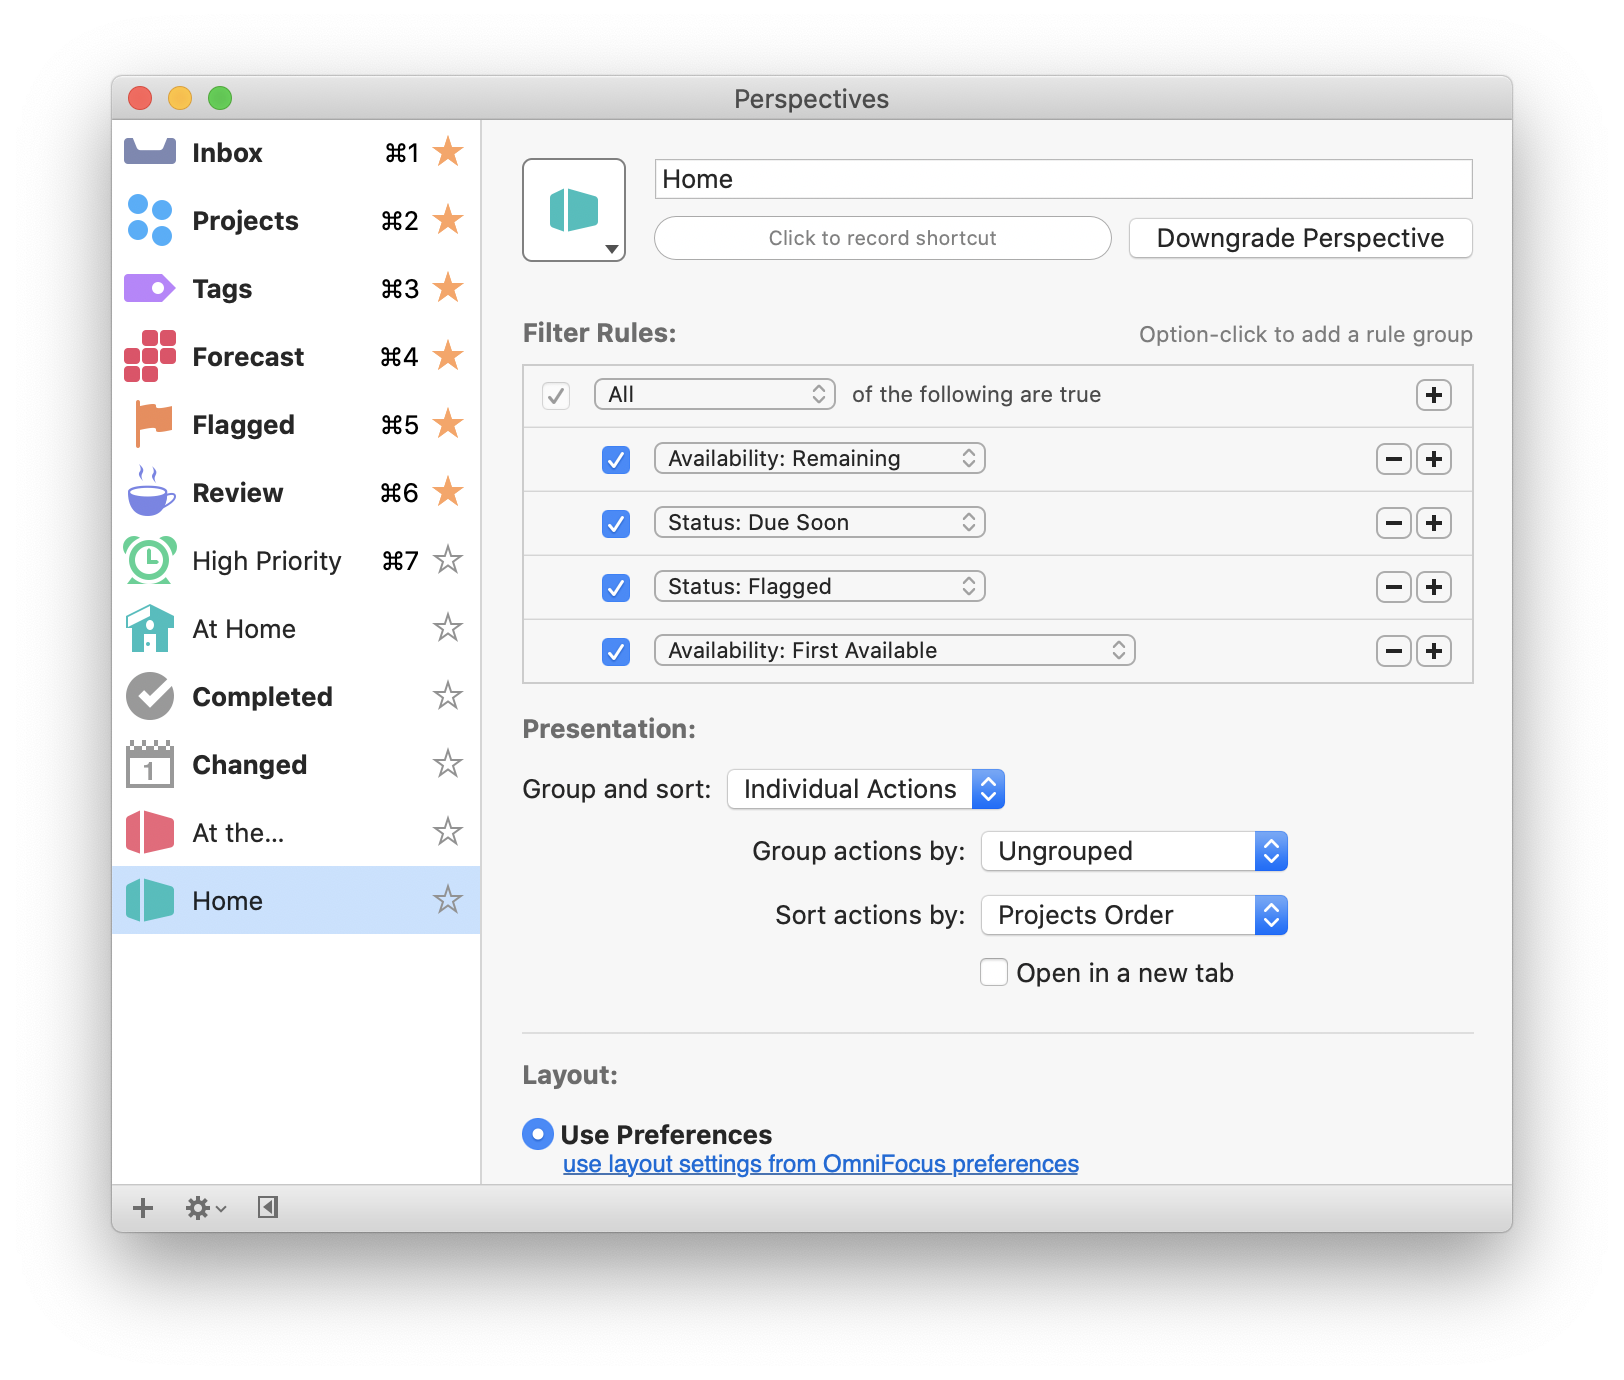 Perspectives
Inbox ⌘1
Projects ⌘2
Tags ⌘3
Forecast ⌘4
Flagged ⌘5
Review ⌘6
High Priority ⌘7
At Home
Completed
1 Changed
At the...
Home
Home
Click to record shortcut
Downgrade Perspective
Filter Rules:
Option-click to add a rule group
All of the following are true
Availability: Remaining
Status: Due Soon
Status: Flagged
Availability: First Available
Presentation:
Group and sort: Individual Actions
Group actions by: Ungrouped
Sort actions by: Projects Order
Open in a new tab
Layout:
Use Preferences
use layout settings from OmniFocus preferences